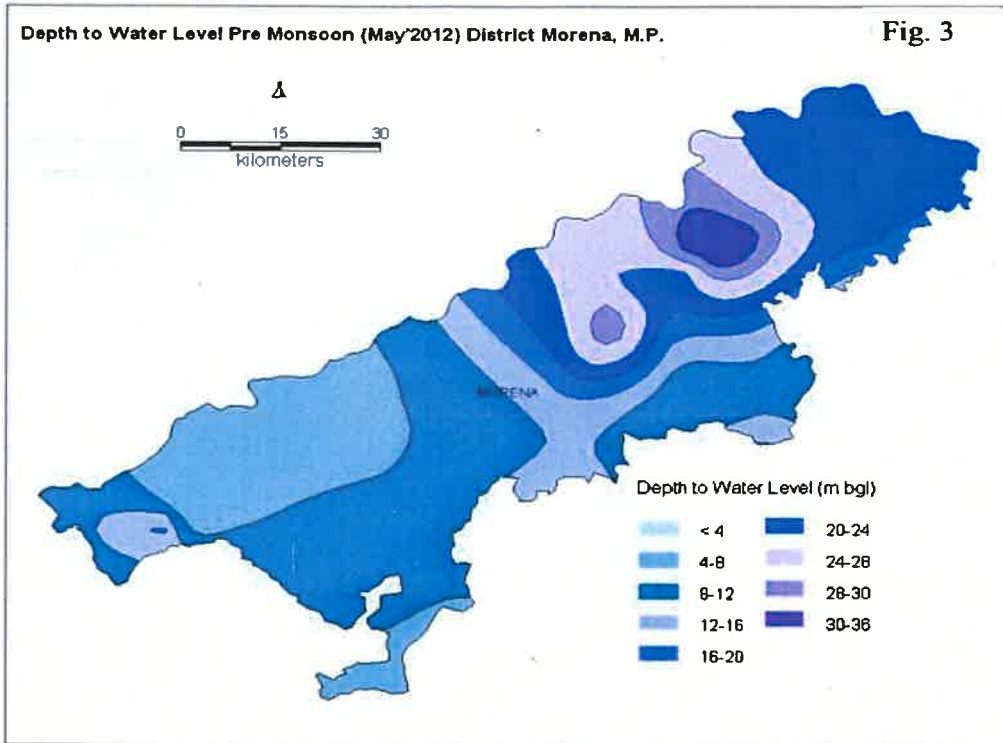 Depth to Water Level Pre Monsoon (May'2012) District Morena, M.P.
Fig. 3
0 15 30
kilometers
MORENA
Depth to Water Level (m bgl)
< 4
4-8
8-12
12-16
16-20
20-24
24-28
28-30
30-36